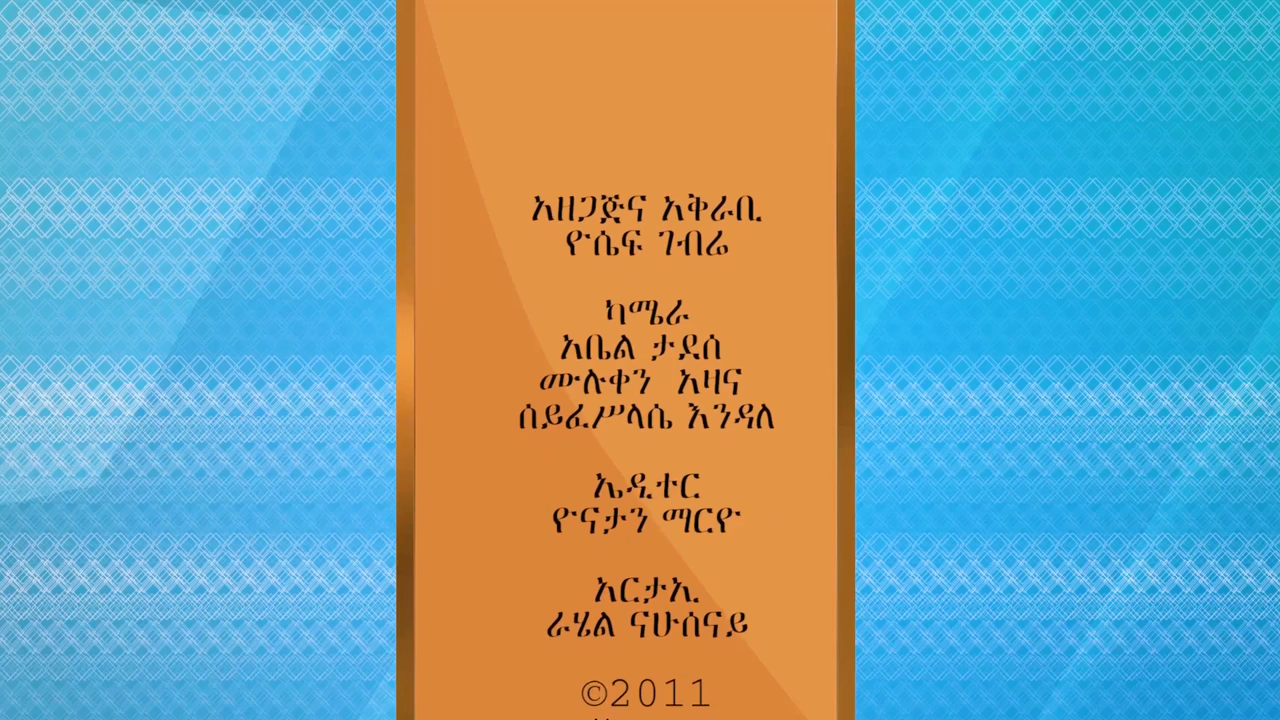 አዘጋጅና አቅራቢ
ዮሴፍ ገብሬ
ካሜራ
አቤል ታደሰ
ሙሉቀን አዛና
ሰይፈሥላሴ እንዳለ
ኤዲተር
ዮናታን ማርዮ
አርታኢ
ራሄል ናሁሰናይ
©2011